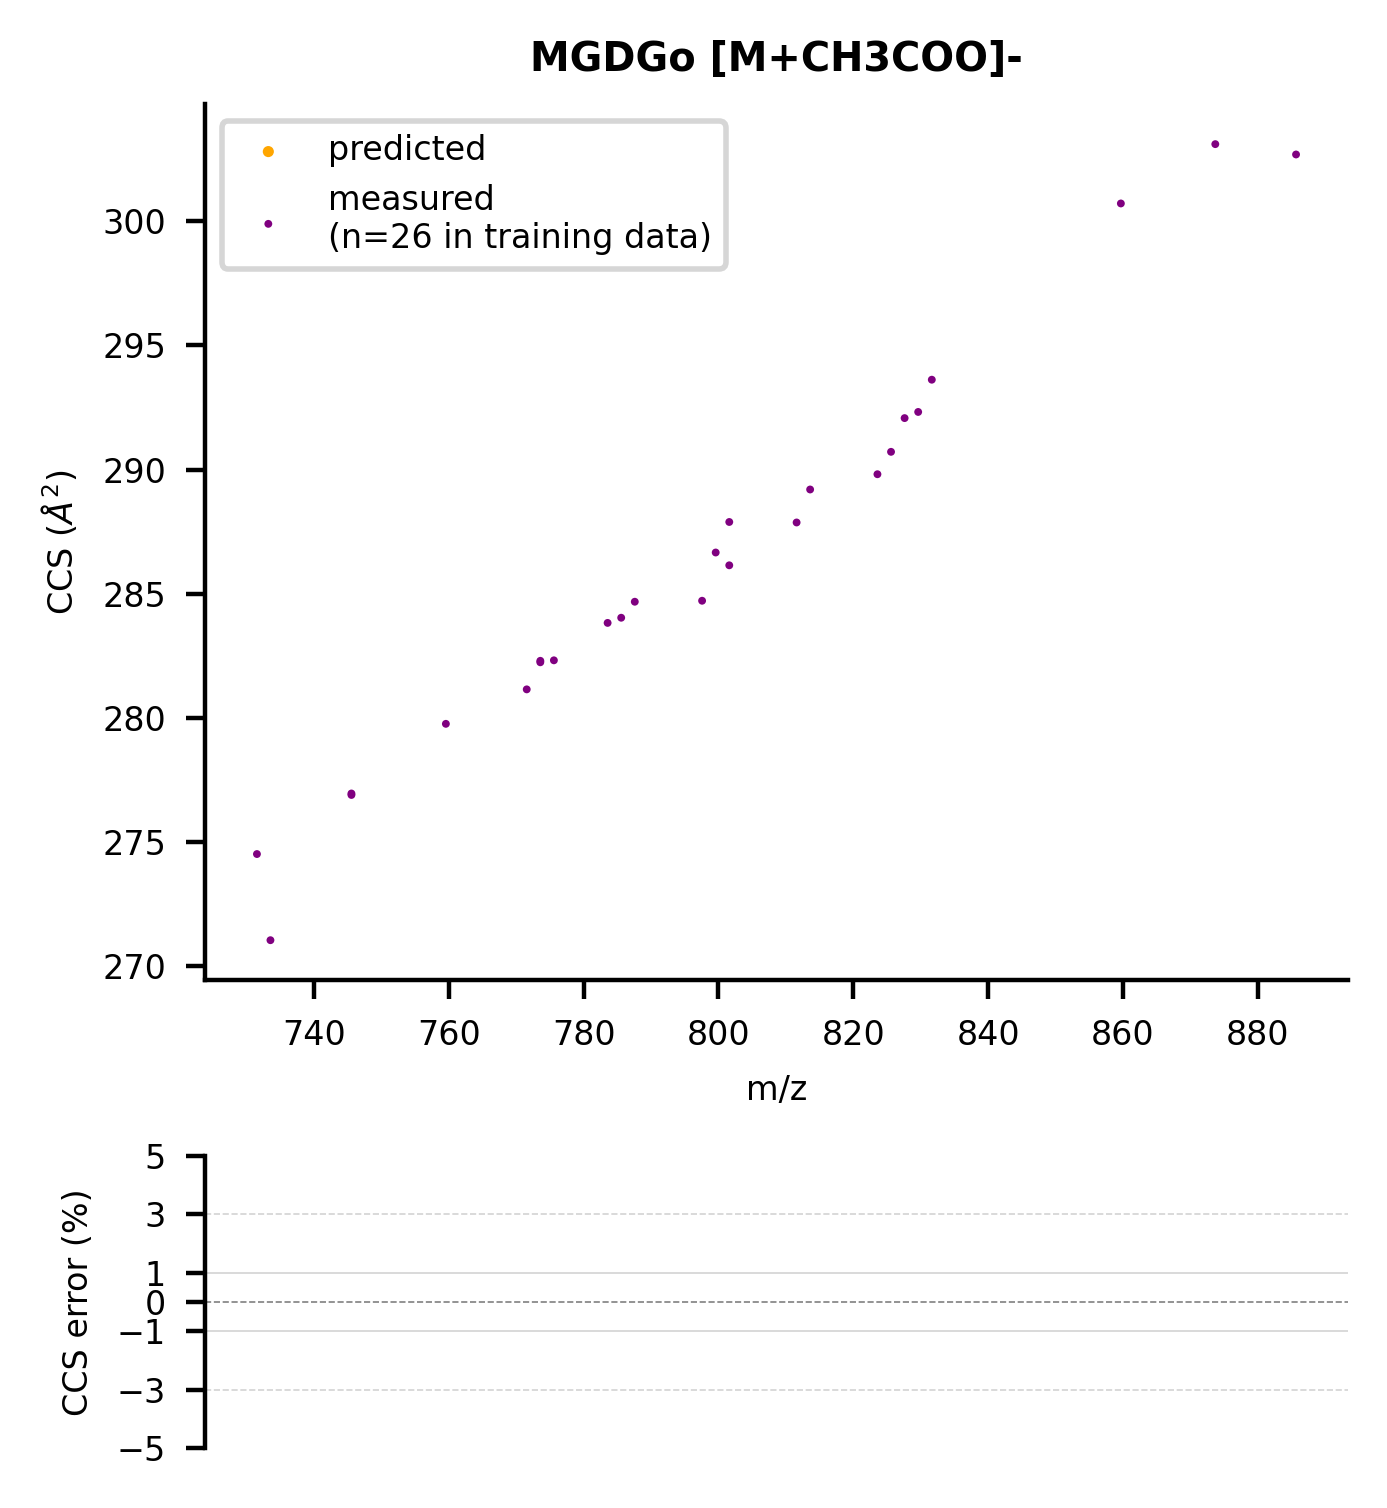 MGDGo [M+CH3COO]-
predicted
measured
(n=26 in training data)
CCS (Å²)
300
295
290
285
280
275
270
740 760 780 800 820 840 860 880
m/z
CCS error (%)
5
3
1
0
−1
−3
−5